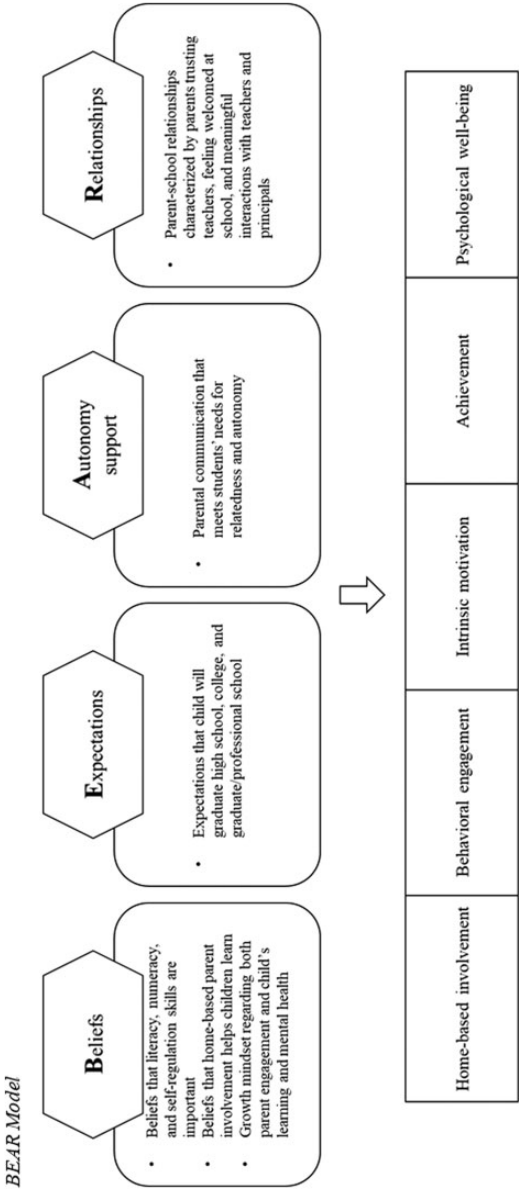 BEAR Model
Beliefs
• Beliefs that literacy, numeracy,
and self-regulation skills are
important
• Beliefs that home-based parent
involvement helps children learn
• Growth mindset regarding both
parent engagement and child's
learning and mental health
Expectations
• Expectations that child will
graduate high school, college, and
graduate/professional school
Autonomy
support
• Parental communication that
meets students' needs for
relatedness and autonomy
Relationships
• Parent-school relationships
characterized by parents trusting
teachers, feeling welcomed at
school, and meaningful
interactions with teachers and
principals
Home-based involvement
Behavioral engagement
Intrinsic motivation
Achievement
Psychological well-being